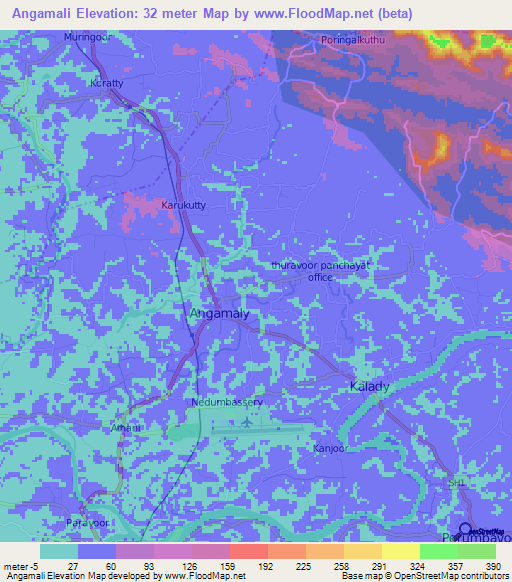 Angamali Elevation: 32 meter Map by www.FloodMap.net (beta)
Muringoor
Poringalkuthu
Koratty
Karukutty
thuravoor panchayat
office
Angamaly
Kalady
Nedumbassery
Athani
Kanjoor
SH1
Paravoor
OpenStreetMap
Perumbavoo
meter -5 27 60 93 126 159 192 225 258 291 324 357 390
Angamali Elevation Map developed by www.FloodMap.net
Base map © OpenStreetMap contributors